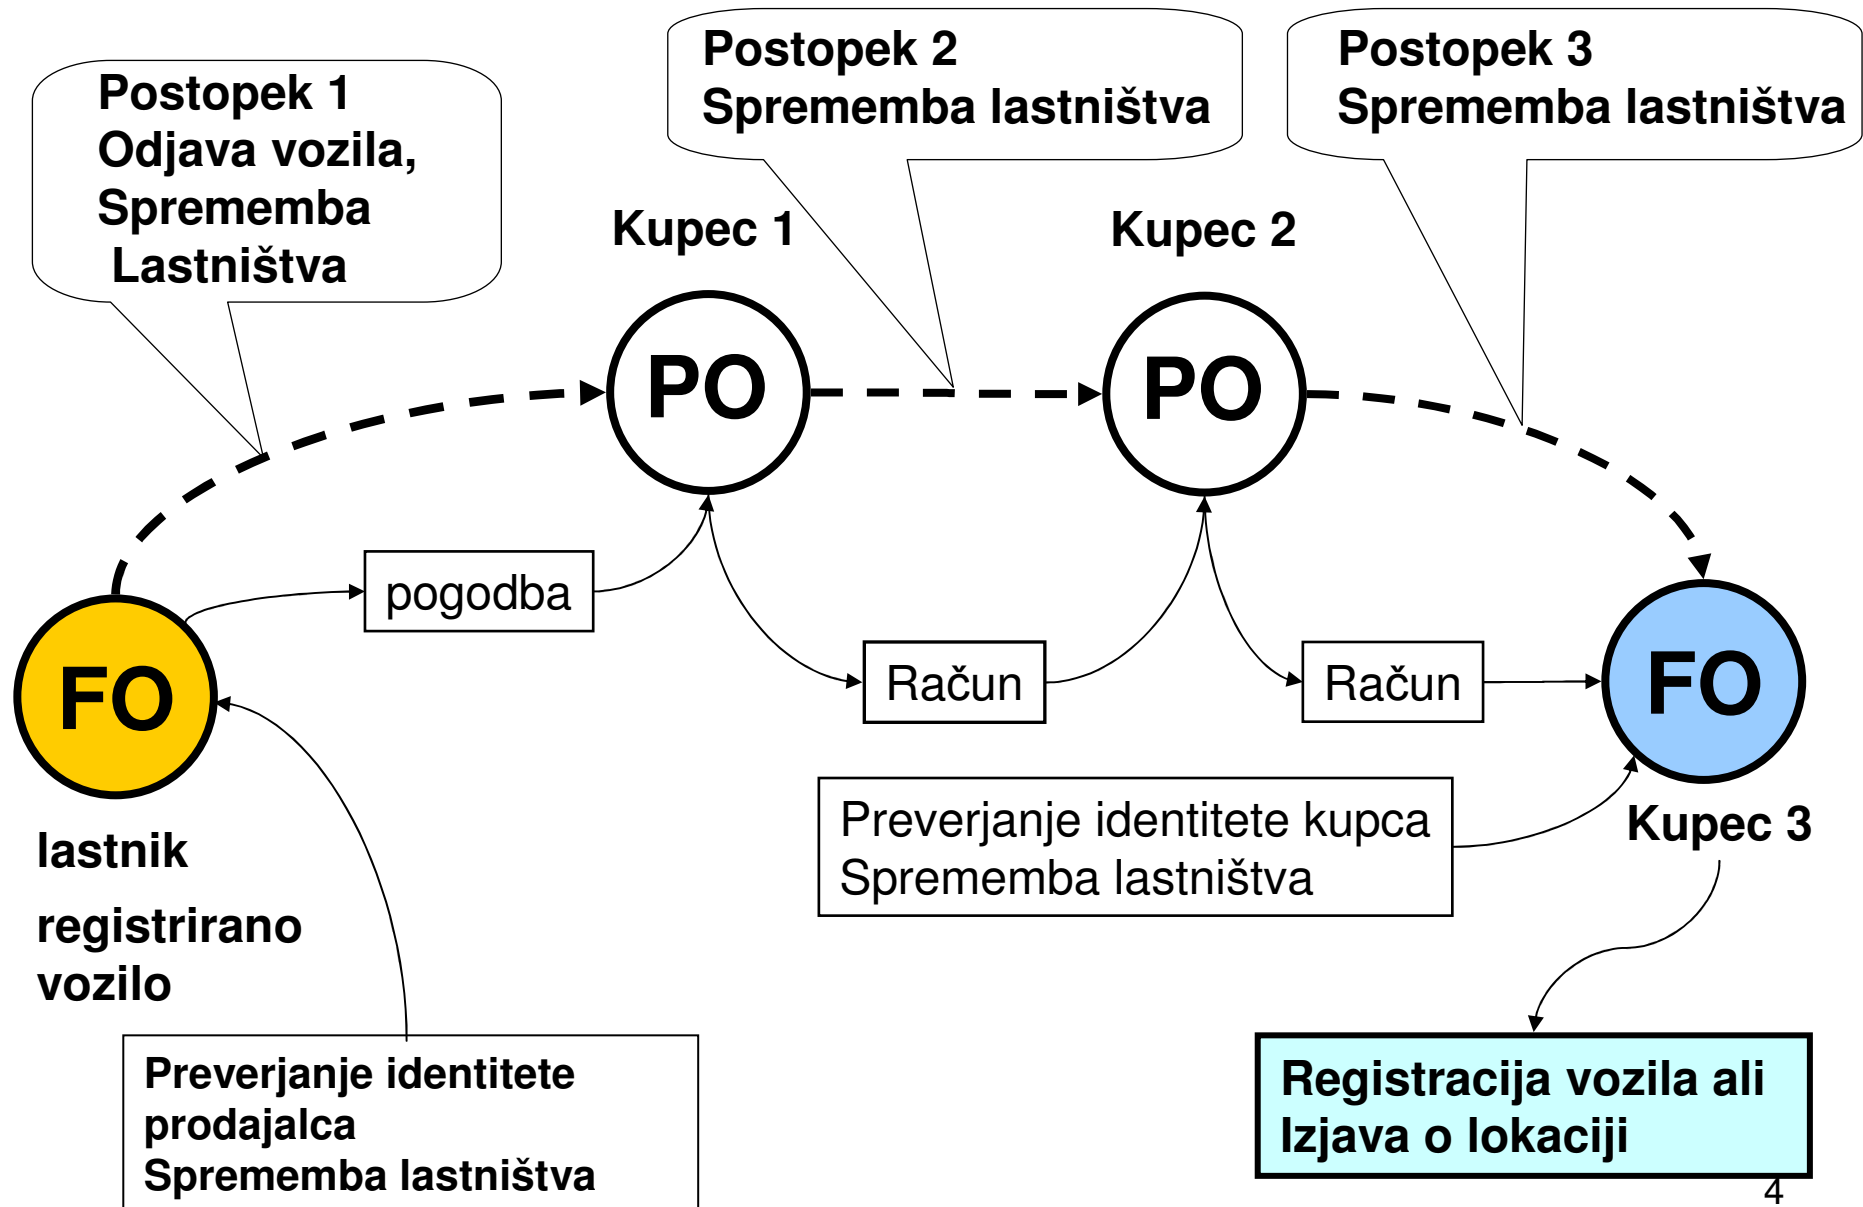 Postopek 1
Odjava vozila,
Sprememba
Lastništva
Postopek 2
Sprememba lastništva
Postopek 3
Sprememba lastništva
Kupec 1
Kupec 2
PO
PO
pogodba
Račun
Račun
FO
FO
lastnik
registrirano
vozilo
Preverjanje identitete kupca
Sprememba lastništva
Kupec 3
Preverjanje identitete
prodajalca
Sprememba lastništva
Registracija vozila ali
Izjava o lokaciji
4